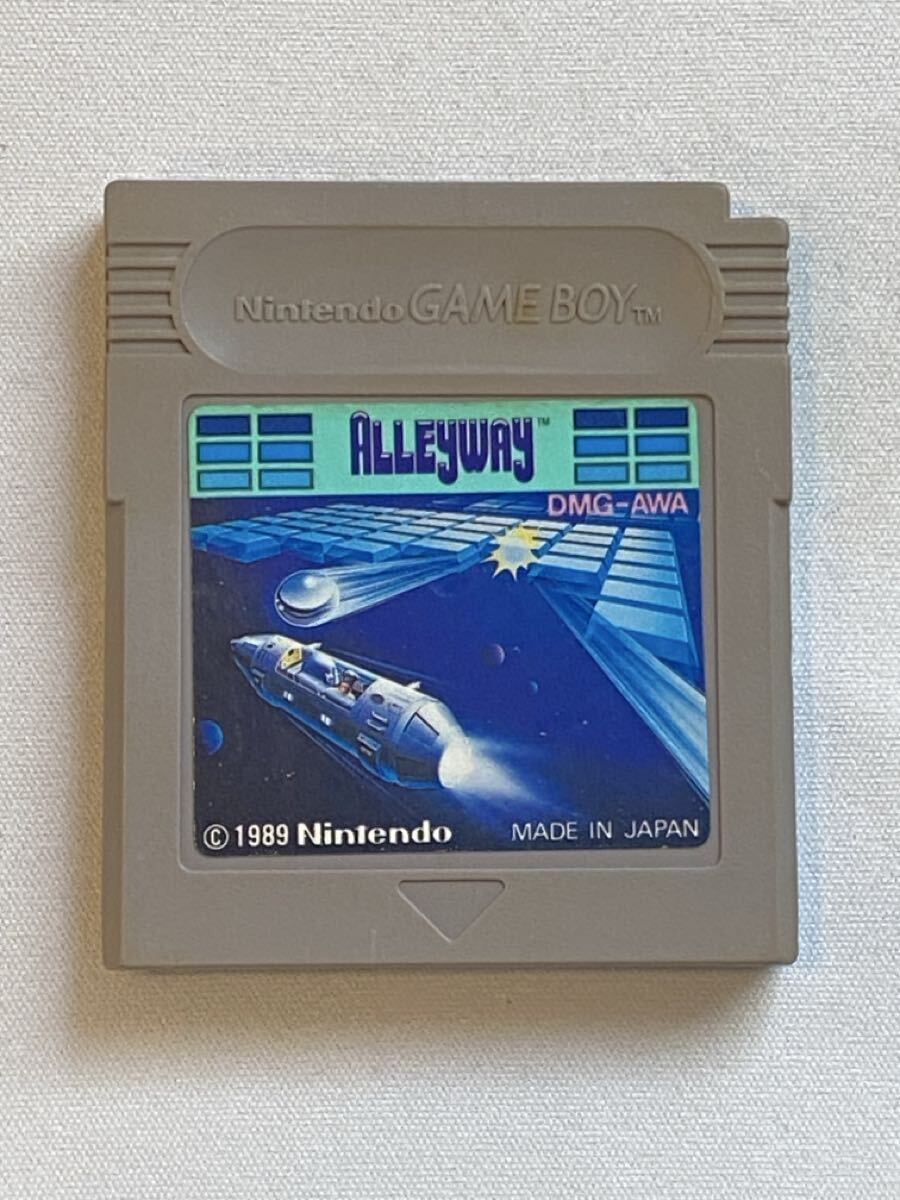 Nintendo GAME BOY™
ALLEYWAY™
DMG-AWA
© 1989 Nintendo MADE IN JAPAN